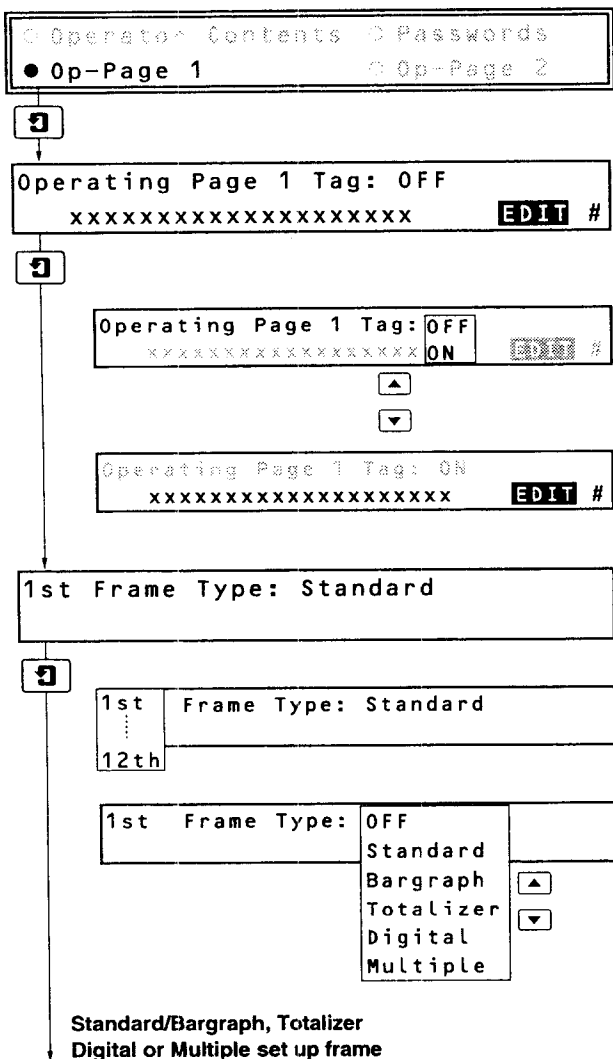 Operator Contents Passwords
Op-Page 1 Op-Page 2
Operating Page 1 Tag: OFF
xxxxxxxxxxxxxxxxxxxx EDIT #
Operating Page 1 Tag: OFF
xxxxxxxxxxxxxxxxxx ON EDIT #
Operating Page 1 Tag: ON
xxxxxxxxxxxxxxxxxxxx EDIT #
1st Frame Type: Standard
1st Frame Type: Standard
12th
1st Frame Type: OFF
Standard
Bargraph
Totalizer
Digital
Multiple
Standard/Bargraph, Totalizer
Digital or Multiple set up frame